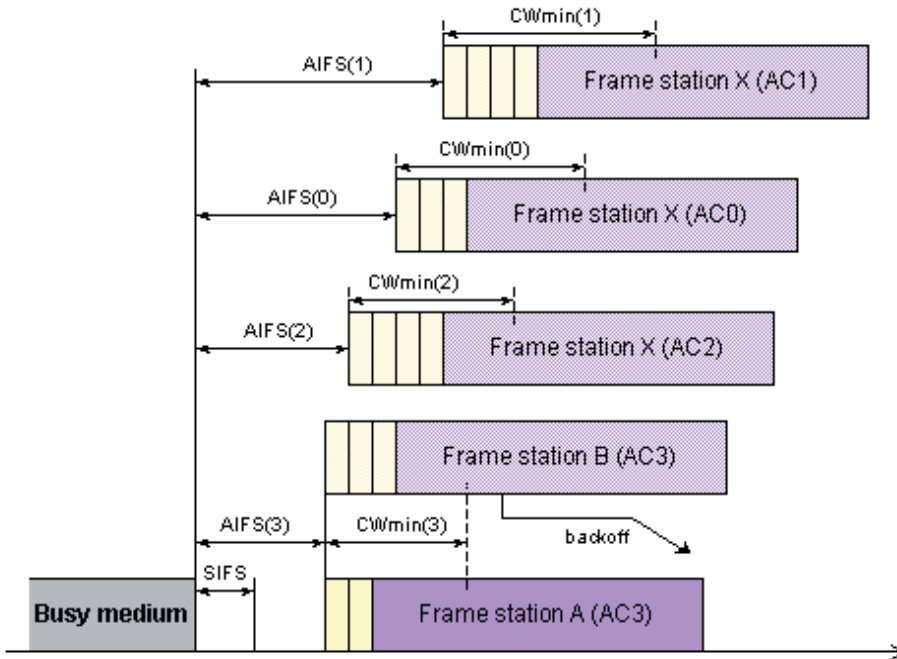 CWmin(1)
AIFS(1)
Frame station X (AC1)
CWmin(0)
AIFS(0)
Frame station X (AC0)
CWmin(2)
AIFS(2)
Frame station X (AC2)
Frame station B (AC3)
AIFS(3)
CWmin(3)
backoff
SIFS
Busy medium
Frame station A (AC3)